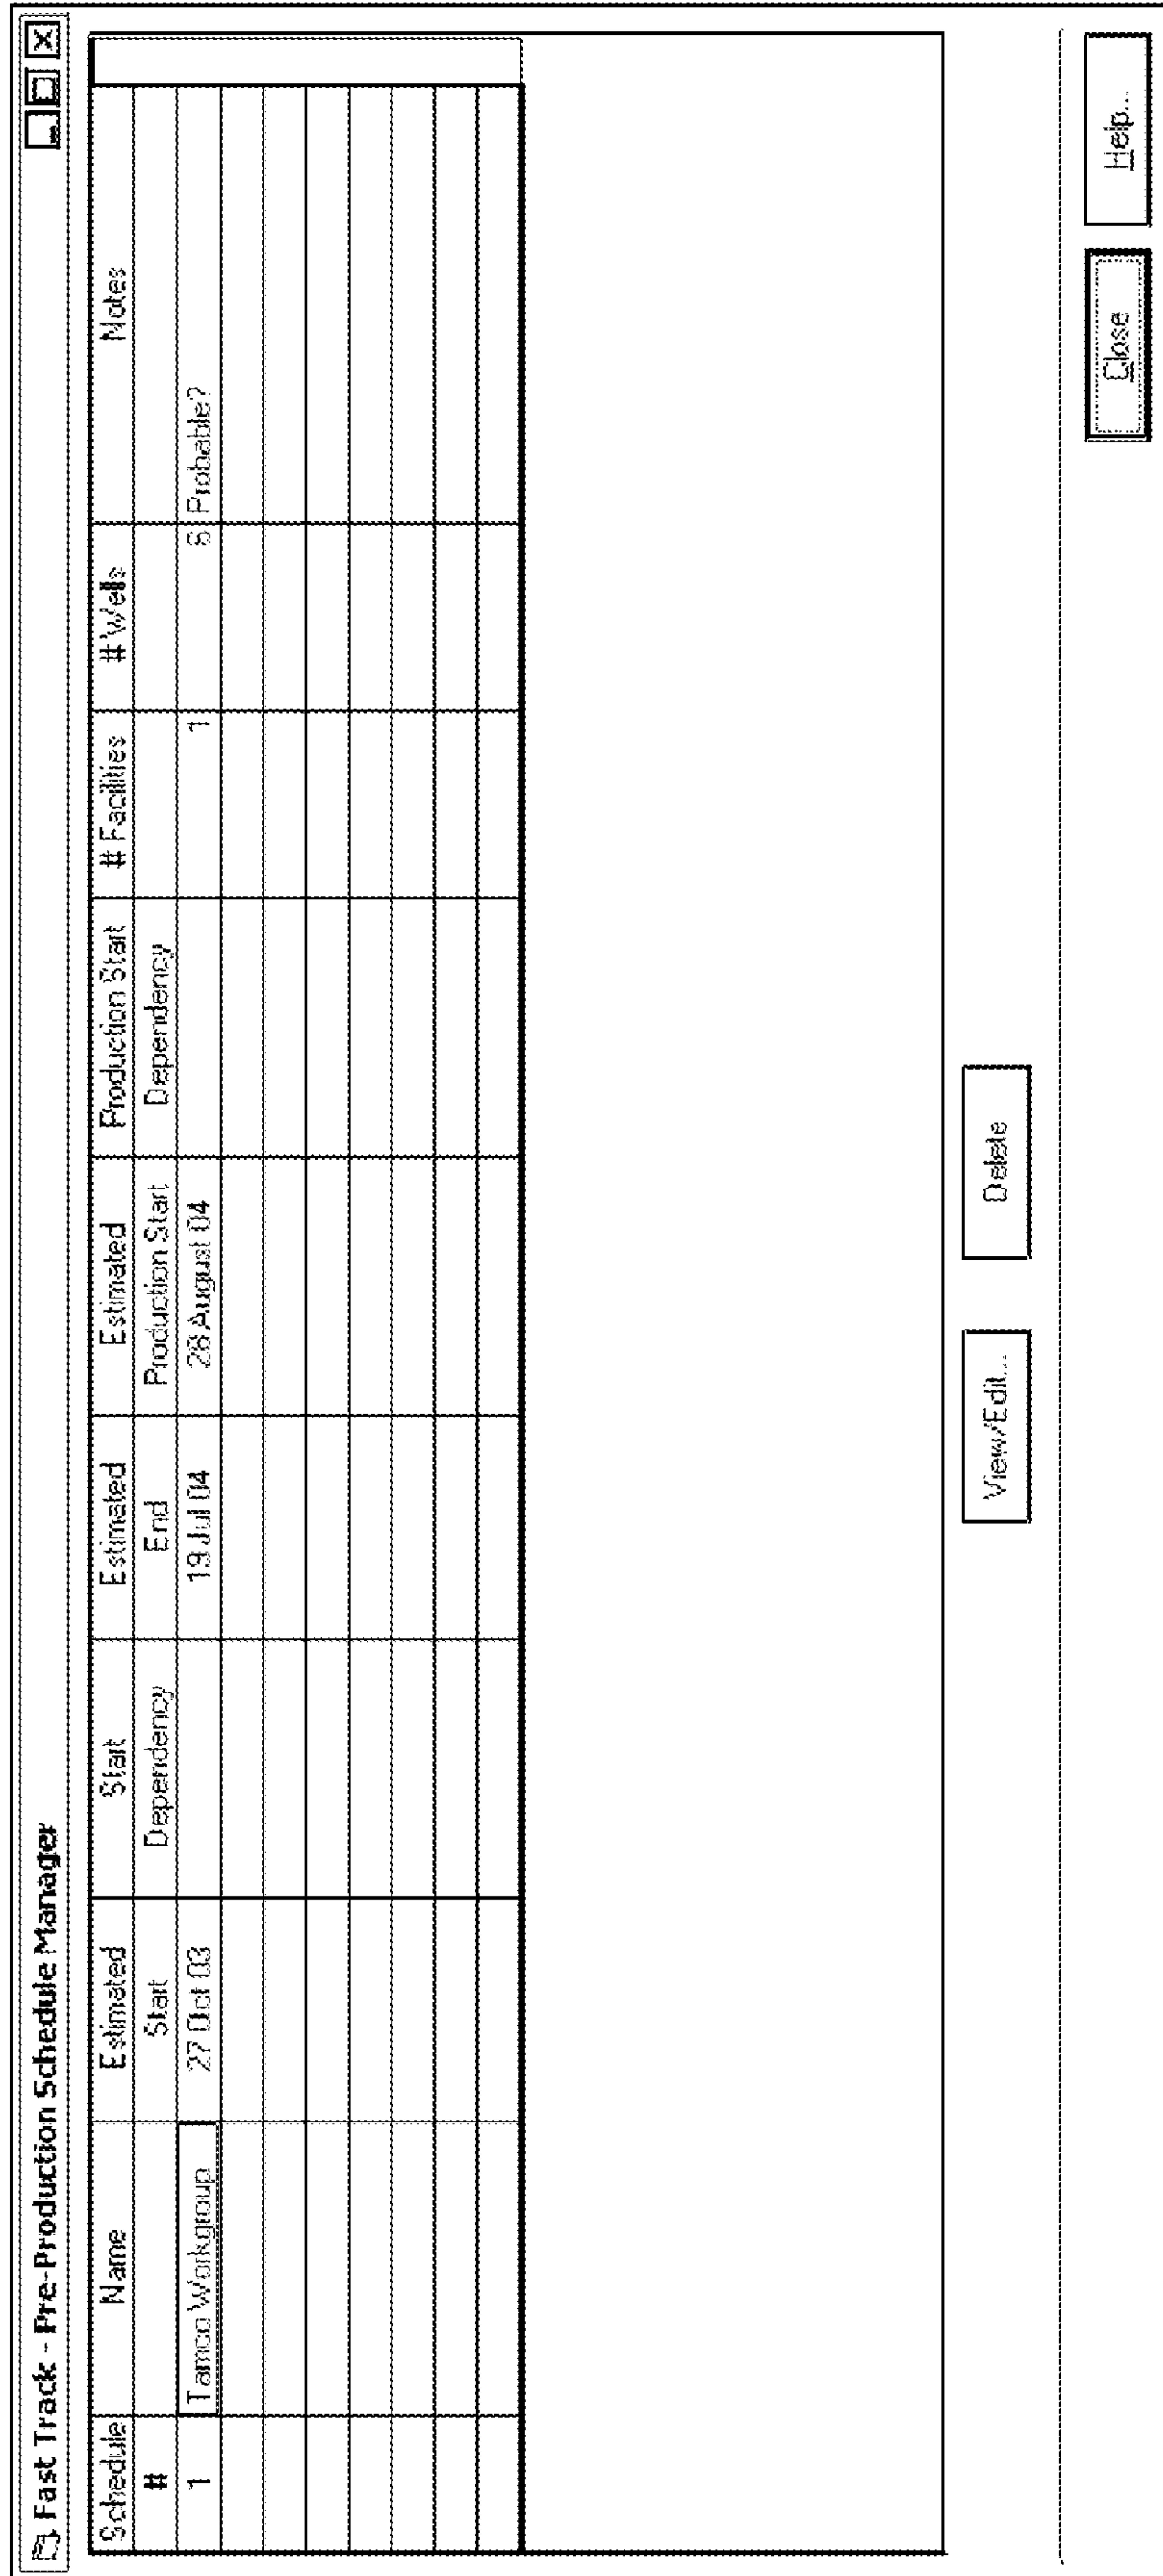 Fast Track - Pre-Production Schedule Manager
Schedule Name Estimated Start Estimated Estimated Production Start # Facilities # Wells Notes
# Start Dependency End Production Start Dependency
1 Tamco Workgroup 27 Oct 03 19 Jul 04 28 August 04 1 6 Probable?
View/Edit... Delete
Close Help...